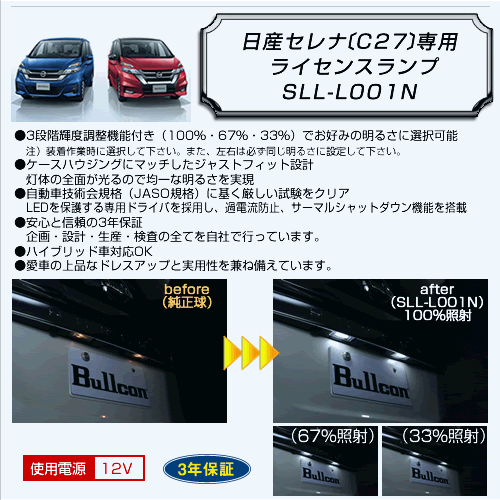 日産セレナ(C27)専用
ライセンスランプ
SLL-L001N
●3段階輝度調整機能付き（100%・67%・33%）でお好みの明るさに選択可能
注）装着作業時に選択して下さい。また、左右は必ず同じ明るさに設定して下さい。
●ケースハウジングにマッチしたジャストフィット設計
灯体の全面が光るので均一な明るさを実現
●自動車技術会規格（JASO規格）に基く厳しい試験をクリア
LEDを保護する専用ドライバを採用し、過電流防止、サーマルシャットダウン機能を搭載
●安心と信頼の3年保証
企画・設計・生産・検査の全てを自社で行っています。
●ハイブリッド車対応OK
●愛車の上品なドレスアップと実用性を兼ね備えています。
before
（純正球）
Bullcon
after
（SLL-L001N）
100%照射
Bullcon
（67%照射）
Bullcon
（33%照射）
Bullcon
使用電源 12V
3年保証